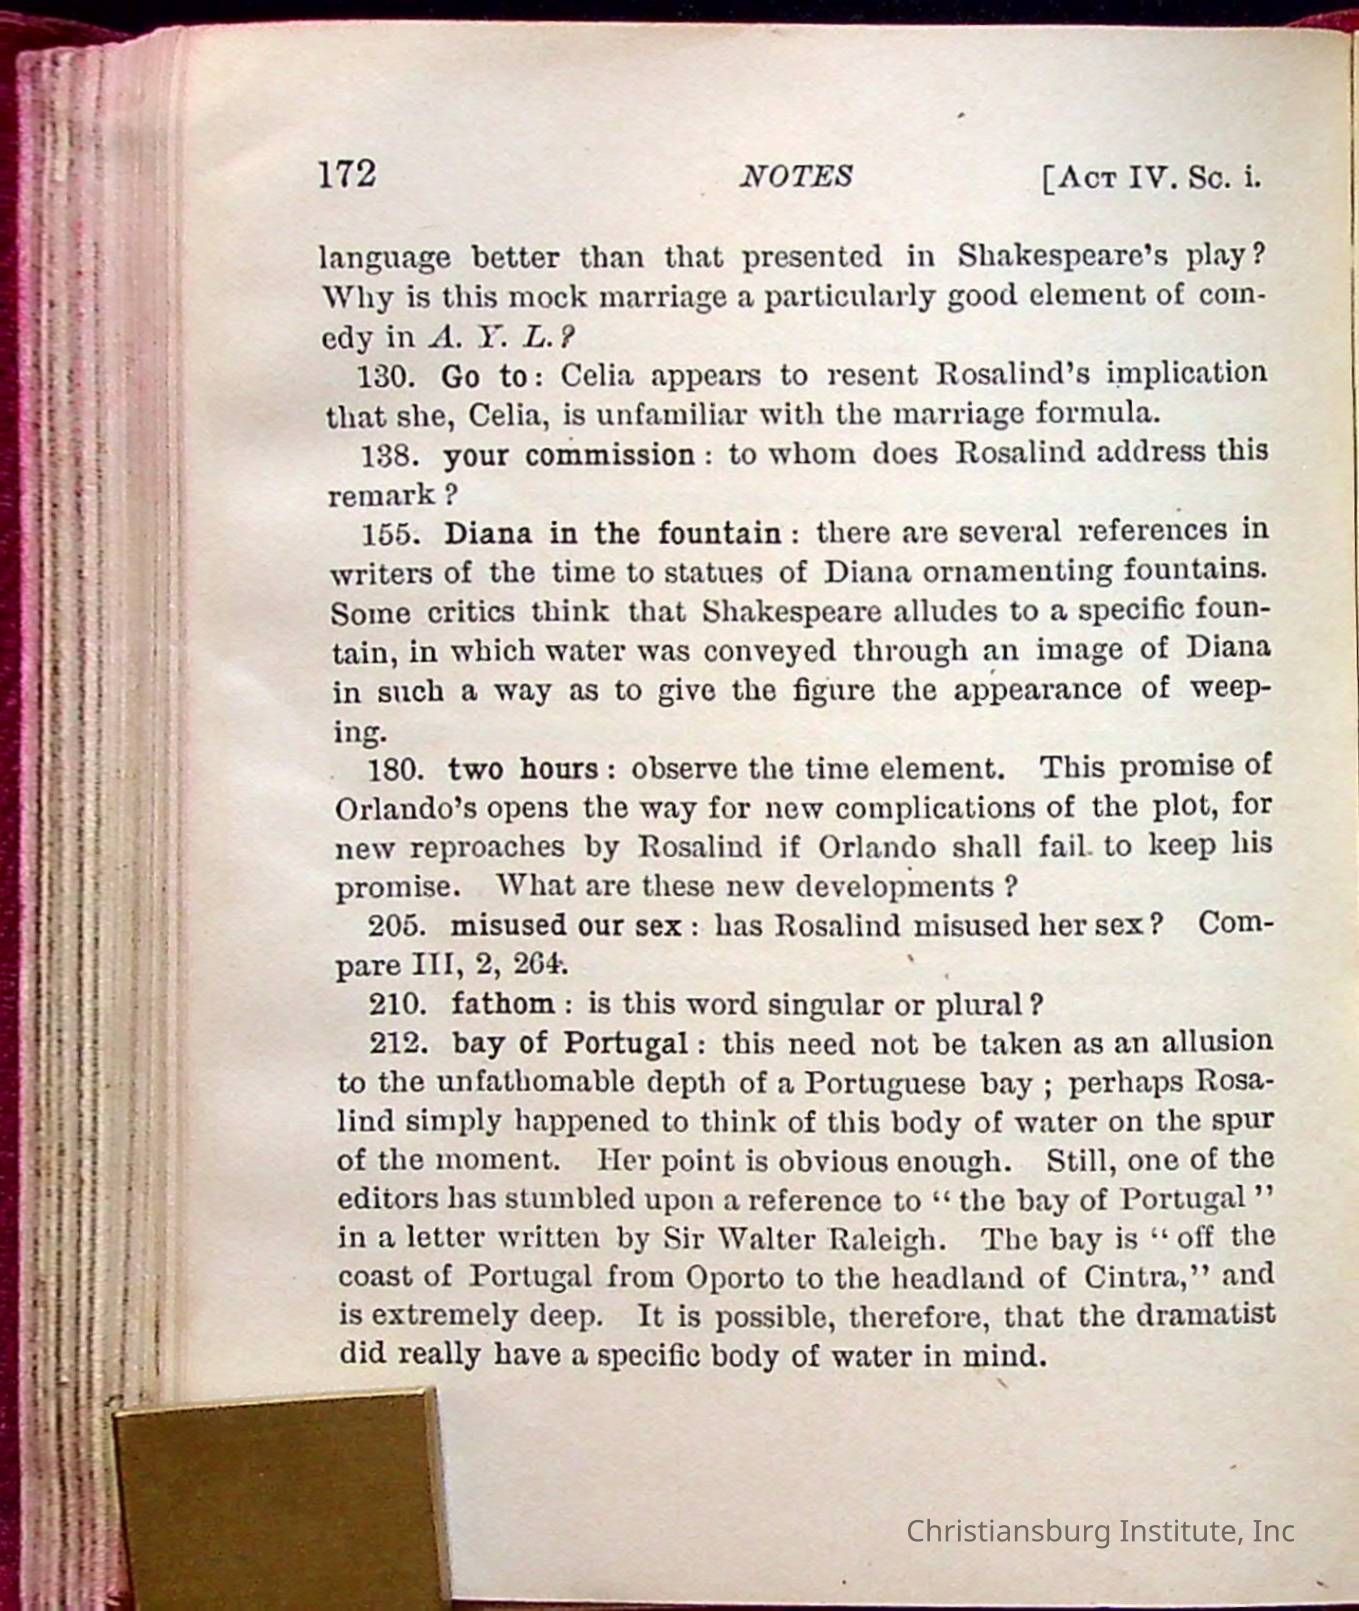 172 NOTES [ACT IV. Sc. i.
language better than that presented in Shakespeare's play?
Why is this mock marriage a particularly good element of com-
edy in A. Y. L.?
130. Go to: Celia appears to resent Rosalind's implication
that she, Celia, is unfamiliar with the marriage formula.
138. your commission: to whom does Rosalind address this
remark?
155. Diana in the fountain: there are several references in
writers of the time to statues of Diana ornamenting fountains.
Some critics think that Shakespeare alludes to a specific foun-
tain, in which water was conveyed through an image of Diana
in such a way as to give the figure the appearance of weep-
ing.
180. two hours: observe the time element. This promise of
Orlando's opens the way for new complications of the plot, for
new reproaches by Rosalind if Orlando shall fail to keep his
promise. What are these new developments?
205. misused our sex: has Rosalind misused her sex? Com-
pare III, 2, 264.
210. fathom: is this word singular or plural?
212. bay of Portugal: this need not be taken as an allusion
to the unfathomable depth of a Portuguese bay; perhaps Rosa-
lind simply happened to think of this body of water on the spur
of the moment. Her point is obvious enough. Still, one of the
editors has stumbled upon a reference to "the bay of Portugal"
in a letter written by Sir Walter Raleigh. The bay is "off the
coast of Portugal from Oporto to the headland of Cintra," and
is extremely deep. It is possible, therefore, that the dramatist
did really have a specific body of water in mind.
Christiansburg Institute, Inc